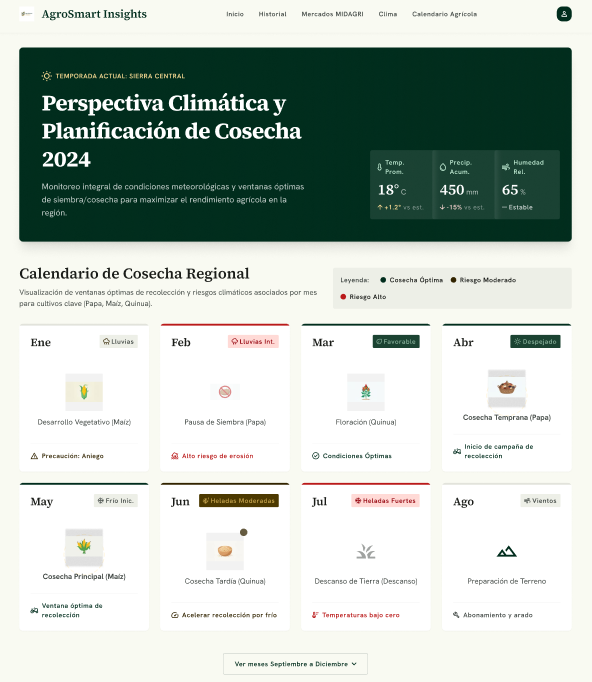 AgroSmart Insights
Inicio
Historial
Mercados MIDAGRI
Clima
Calendario Agrícola
TEMPORADA ACTUAL: SIERRA CENTRAL
Perspectiva Climática y
Planificación de Cosecha
2024
Monitoreo integral de condiciones meteorológicas y ventanas óptimas
de siembra/cosecha para maximizar el rendimiento agrícola en la
región.
Temp.
Prom.
18° C
+1.2° vs est.
Precip.
Acum.
450 mm
-15% vs est.
Humedad
Rel.
65 %
Estable
Calendario de Cosecha Regional
Visualización de ventanas óptimas de recolección y riesgos climáticos asociados por mes
para cultivos clave (Papa, Maíz, Quinua).
Leyenda:
Cosecha Óptima
Riesgo Moderado
Riesgo Alto
Ene
Lluvias
Desarrollo Vegetativo (Maíz)
Precaución: Aniego
Feb
Lluvias Int.
Pausa de Siembra (Papa)
Alto riesgo de erosión
Mar
Favorable
Floración (Quinua)
Condiciones Óptimas
Abr
Despejado
Cosecha Temprana (Papa)
Inicio de campaña de
recolección
May
Frío Inic.
Cosecha Principal (Maíz)
Ventana óptima de
recolección
Jun
Heladas Moderadas
Cosecha Tardía (Quinua)
Acelerar recolección por frío
Jul
Heladas Fuertes
Descanso de Tierra (Descanso)
Temperaturas bajo cero
Ago
Vientos
Preparación de Terreno
Abonamiento y arado
Ver meses Septiembre a Diciembre